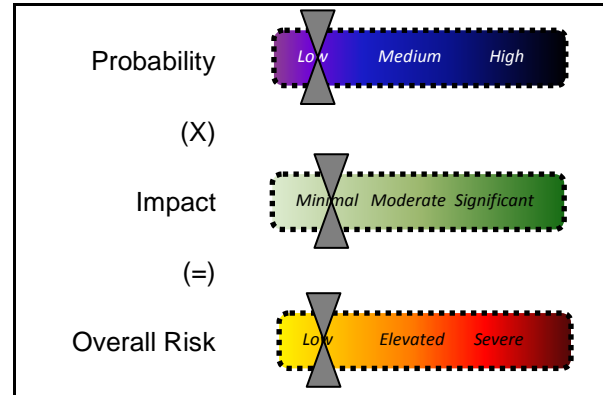 Probability
Low Medium High
(X)
Impact
Minimal Moderate Significant
(=)
Overall Risk
Low Elevated Severe